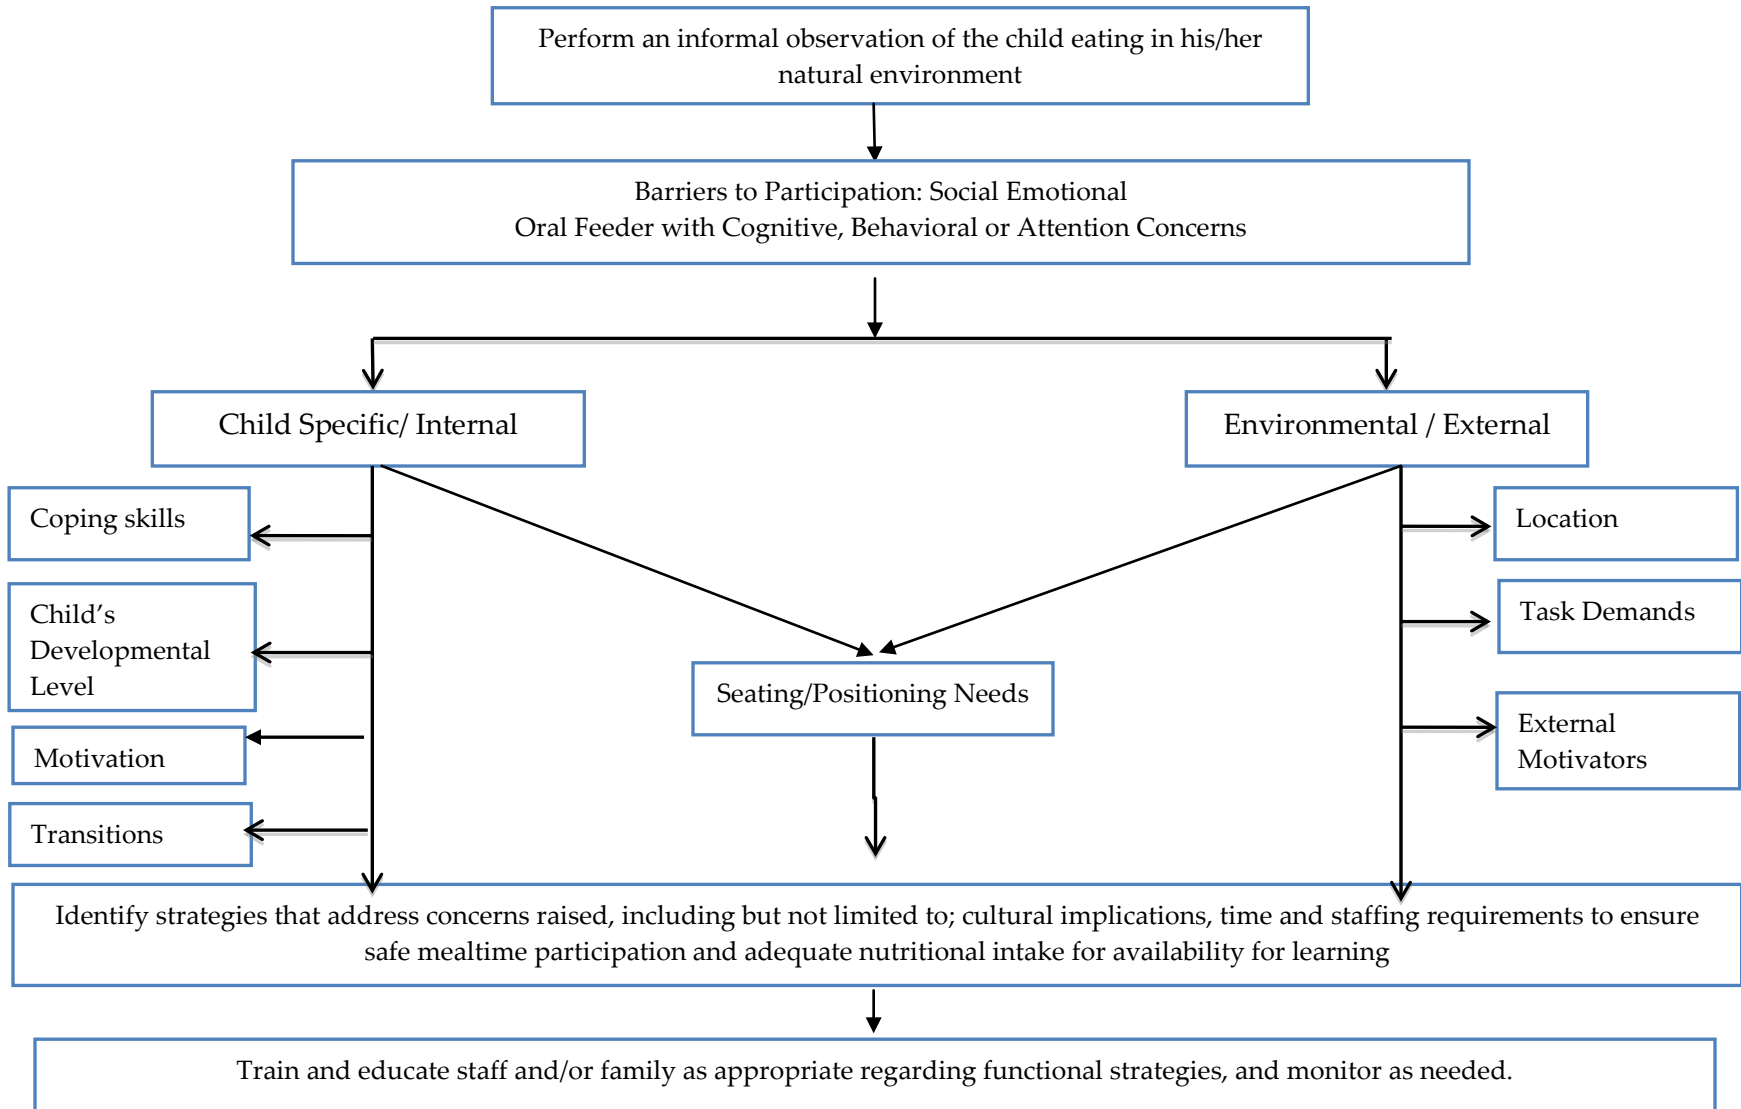 Perform an informal observation of the child eating in his/her
natural environment
Barriers to Participation: Social Emotional
Oral Feeder with Cognitive, Behavioral or Attention Concerns
Child Specific/ Internal
Environmental / External
Coping skills
Child’s
Developmental
Level
Motivation
Transitions
Seating/Positioning Needs
Location
Task Demands
External
Motivators
Identify strategies that address concerns raised, including but not limited to; cultural implications, time and staffing requirements to ensure
safe mealtime participation and adequate nutritional intake for availability for learning
Train and educate staff and/or family as appropriate regarding functional strategies, and monitor as needed.